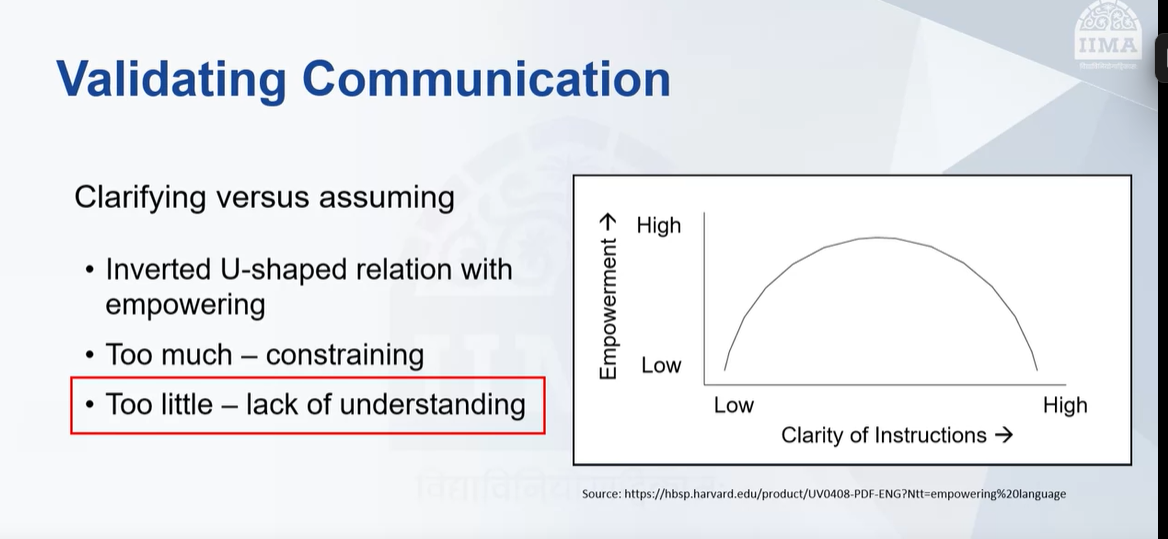 IIMA
Validating Communication
Clarifying versus assuming
• Inverted U-shaped relation with
empowering
• Too much – constraining
• Too little – lack of understanding
Empowerment →
High
Low
Low
High
Clarity of Instructions →
Source: https://hbsp.harvard.edu/product/UV0408-PDF-ENG?Ntt=empowering%20language